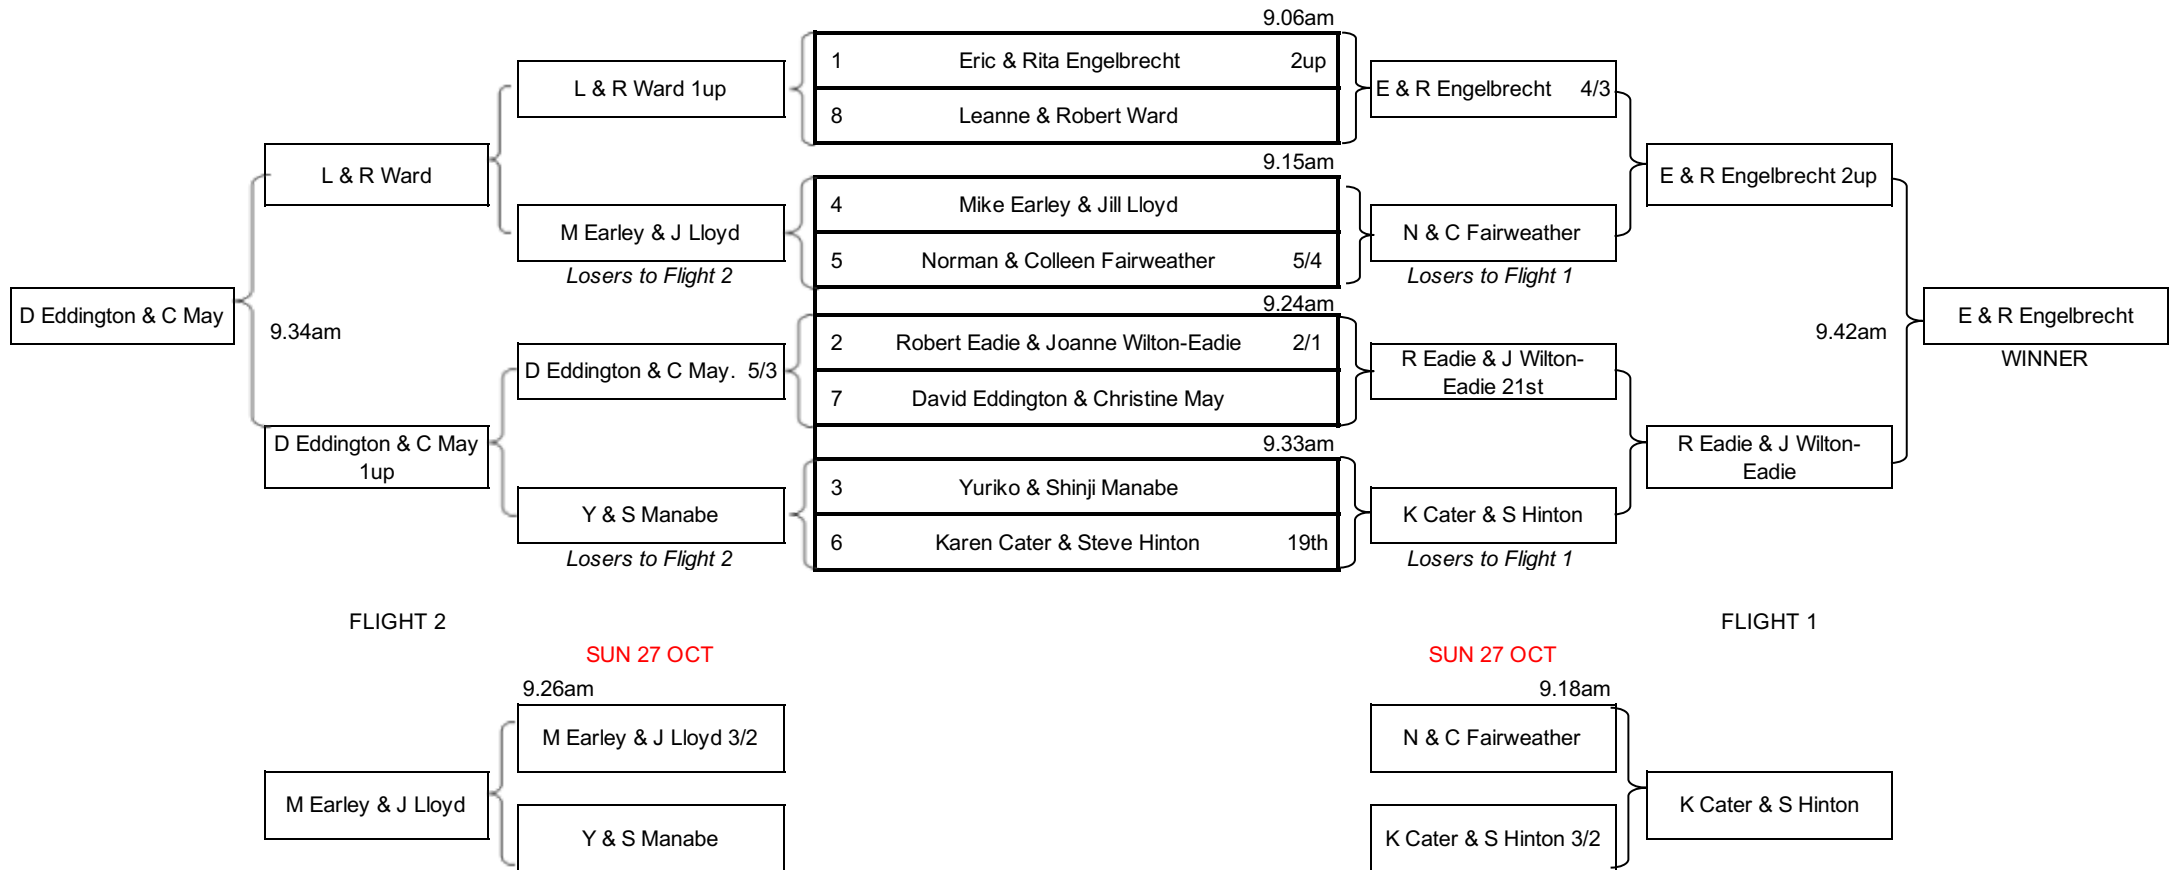 9.06am
1 Eric & Rita Engelbrecht 2up
L & R Ward 1up
E & R Engelbrecht 4/3
8 Leanne & Robert Ward
9.15am
L & R Ward
E & R Engelbrecht 2up
4 Mike Earley & Jill Lloyd
M Earley & J Lloyd
N & C Fairweather
5 Norman & Colleen Fairweather 5/4
Losers to Flight 2
Losers to Flight 1
9.24am
D Eddington & C May
E & R Engelbrecht
9.34am
9.42am
2 Robert Eadie & Joanne Wilton-Eadie 2/1
WINNER
D Eddington & C May. 5/3
R Eadie & J Wilton-
Eadie 21st
7 David Eddington & Christine May
9.33am
D Eddington & C May
1up
R Eadie & J Wilton-
Eadie
3 Yuriko & Shinji Manabe
Y & S Manabe
K Cater & S Hinton
6 Karen Cater & Steve Hinton 19th
Losers to Flight 2
Losers to Flight 1
FLIGHT 2
FLIGHT 1
SUN 27 OCT
SUN 27 OCT
9.26am
9.18am
M Earley & J Lloyd 3/2
N & C Fairweather
M Earley & J Lloyd
K Cater & S Hinton
Y & S Manabe
K Cater & S Hinton 3/2